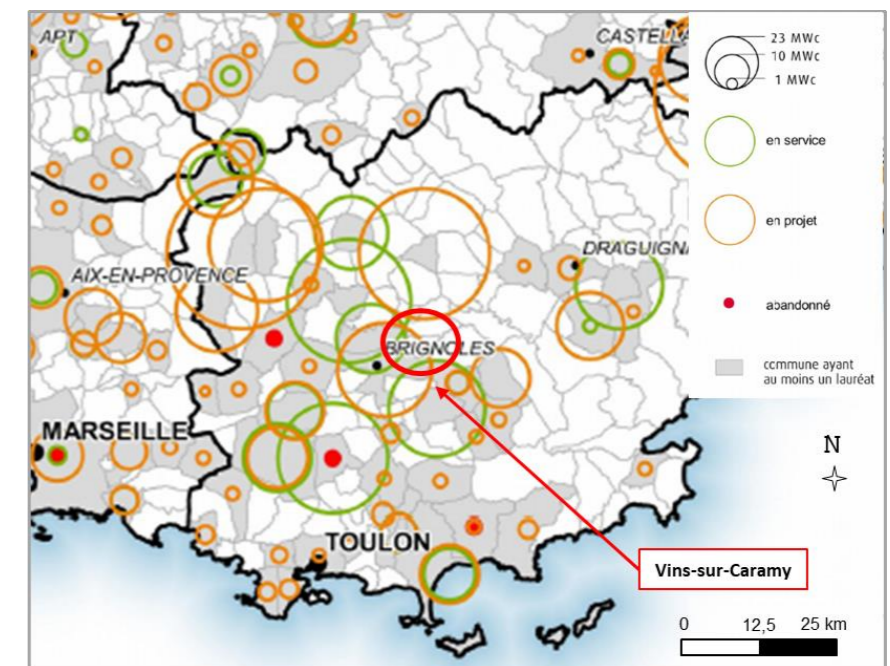 APT
CASTELLA
23 MWc
10 MWc
1 MWc
en service
en projet
DRAGUIGNA
AIX-EN-PROVENCE
abandonné
BRIGNOLES
commune ayant
au moins un lauréat
MARSEILLE
N
TOULON
Vins-sur-Caramy
0 12,5 25 km